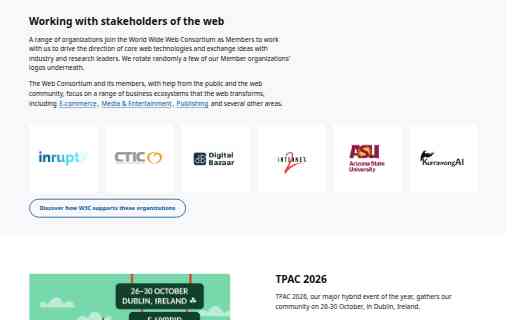 Working with stakeholders of the web
A range of organizations join the World Wide Web Consortium as Members to work
with us to drive the direction of core web technologies and exchange ideas with
industry and research leaders. We rotate randomly a few of our Member organizations'
logos underneath.
The Web Consortium and its members, with help from the public and the web
community, focus on a range of business ecosystems that the web transforms,
including E-commerce, Media & Entertainment, Publishing and several other areas.
inrupt
CTIC
Digital
Bazaar
INTERNET
2
ASU
Arizona State
University
KurrawongAI
Discover how W3C supports these organizations
26–30 OCTOBER
DUBLIN, IRELAND
TPAC 2026
TPAC 2026, our major hybrid event of the year, gathers our
community on 26-30 October, in Dublin, Ireland.